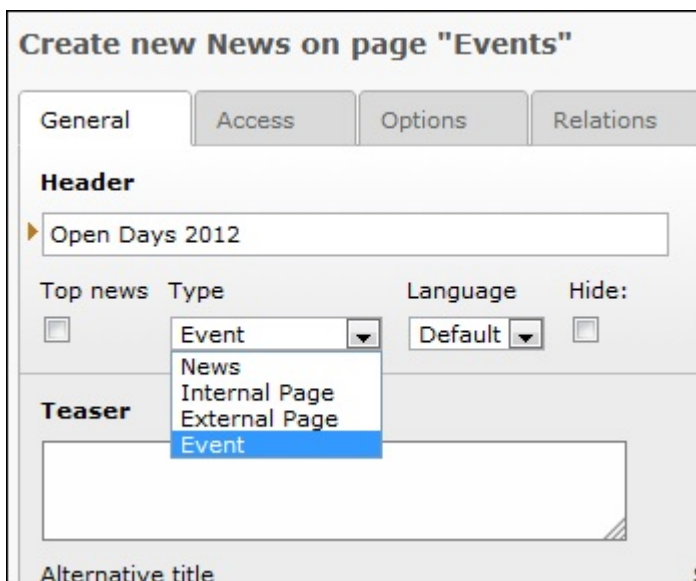 Create new News on page "Events"
General Access Options Relations
Header
Open Days 2012
Top news Type Language Hide:
Event Default
News
Internal Page
External Page
Teaser
Event
Alternative title